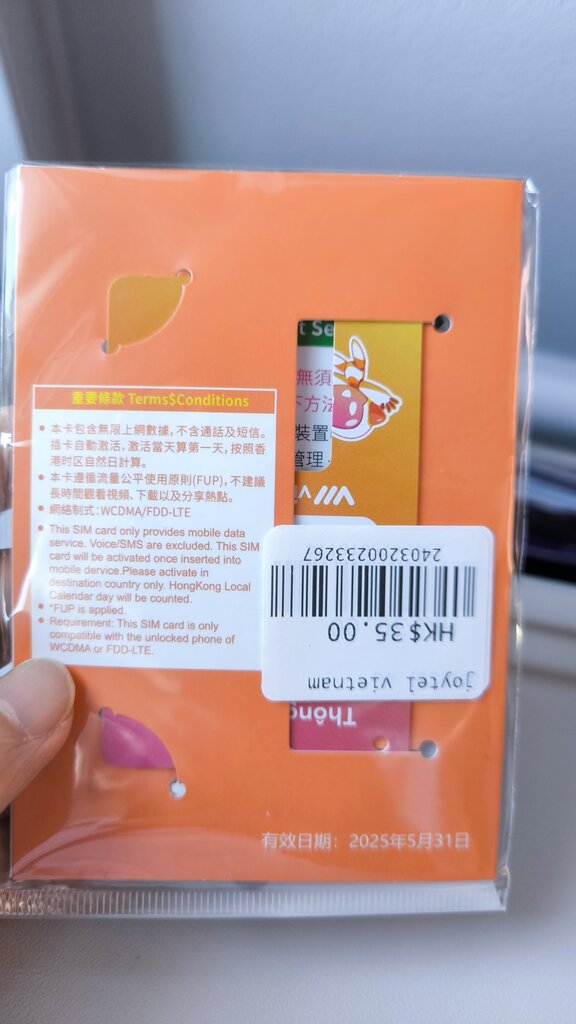 t Se
無須
下方法
裝置
管理
重要條款 Terms$Conditions
• 本卡包含無限上網數據，不含通話及短信。
插卡自動激活，激活當天算第一天，按照香
港时区自然日計算。
• 本卡遵循流量公平使用原則(FUP)，不建議
長時間觀看視頻、下載以及分享熱點。
• 網絡制式：WCDMA/FDD-LTE
• This SIM card only provides mobile data
service. Voice/SMS are excluded. This SIM
card will be activated once inserted into
mobile dervice.Please activate in
destination country only. HongKong Local
Calendar day will be counted.
• *FUP is applied.
• Requirement: This SIM card is only
compatible with the unlocked phone of
WCDMA or FDD-LTE.
joytel vietnam
HK$35.00
2403200233267
Thông
有效日期：2025年5月31日